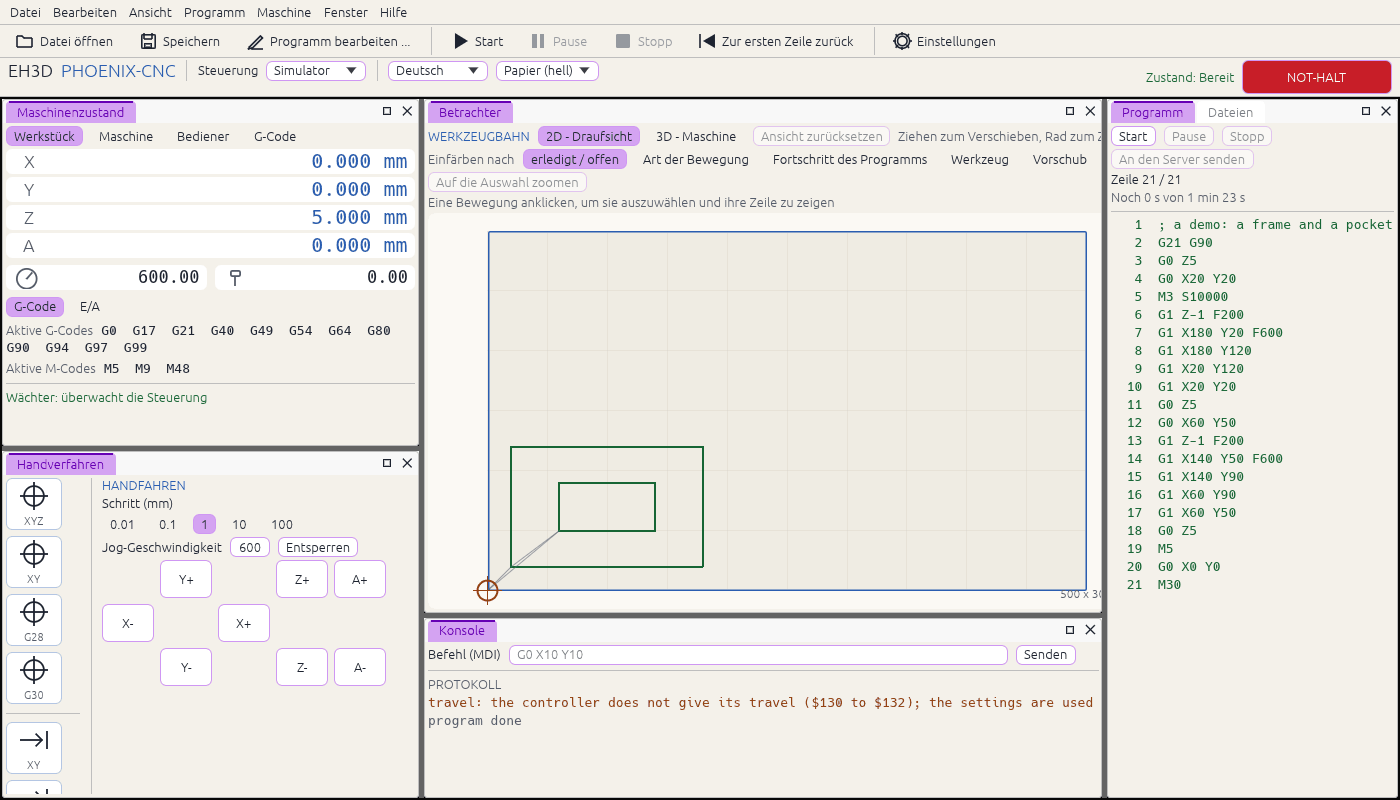 Datei Bearbeiten Ansicht Programm Maschine Fenster Hilfe
Datei öffnen Speichern Programm bearbeiten ... Start Pause Stopp Zur ersten Zeile zurück Einstellungen
EH3D PHOENIX-CNC Steuerung Simulator Deutsch Papier (hell) Zustand: Bereit NOT-HALT
Maschinenzustand
Werkstück Maschine Bediener G-Code
X 0.000 mm
Y 0.000 mm
Z 5.000 mm
A 0.000 mm
600.00 0.00
G-Code E/A
Aktive G-Codes G0 G17 G21 G40 G49 G54 G64 G80
G90 G94 G97 G99
Aktive M-Codes M5 M9 M48
Wächter: überwacht die Steuerung
Handverfahren
XYZ
XY
G28
G30
XY
HANDFAHREN
Schritt (mm)
0.01 0.1 1 10 100
Jog-Geschwindigkeit 600 Entsperren
Y+ Z+ A+
X- X+
Y- Z- A-
Betrachter
WERKZEUGBAHN 2D - Draufsicht 3D - Maschine Ansicht zurücksetzen Ziehen zum Verschieben, Rad zum
Einfärben nach erledigt / offen Art der Bewegung Fortschritt des Programms Werkzeug Vorschub
Auf die Auswahl zoomen
Eine Bewegung anklicken, um sie auszuwählen und ihre Zeile zu zeigen
500 x
Konsole
Befehl (MDI) G0 X10 Y10 Senden
PROTOKOLL
travel: the controller does not give its travel ($130 to $132); the settings are used
program done
Programm Dateien
Start Pause Stopp
An den Server senden
Zeile 21 / 21
Noch 0 s von 1 min 23 s
1 ; a demo: a frame and a pocket
2 G21 G90
3 G0 Z5
4 G0 X20 Y20
5 M3 S10000
6 G1 Z-1 F200
7 G1 X180 Y20 F600
8 G1 X180 Y120
9 G1 X20 Y120
10 G1 X20 Y20
11 G0 Z5
12 G0 X60 Y50
13 G1 Z-1 F200
14 G1 X140 Y50 F600
15 G1 X140 Y90
16 G1 X60 Y90
17 G1 X60 Y50
18 G0 Z5
19 M5
20 G0 X0 Y0
21 M30